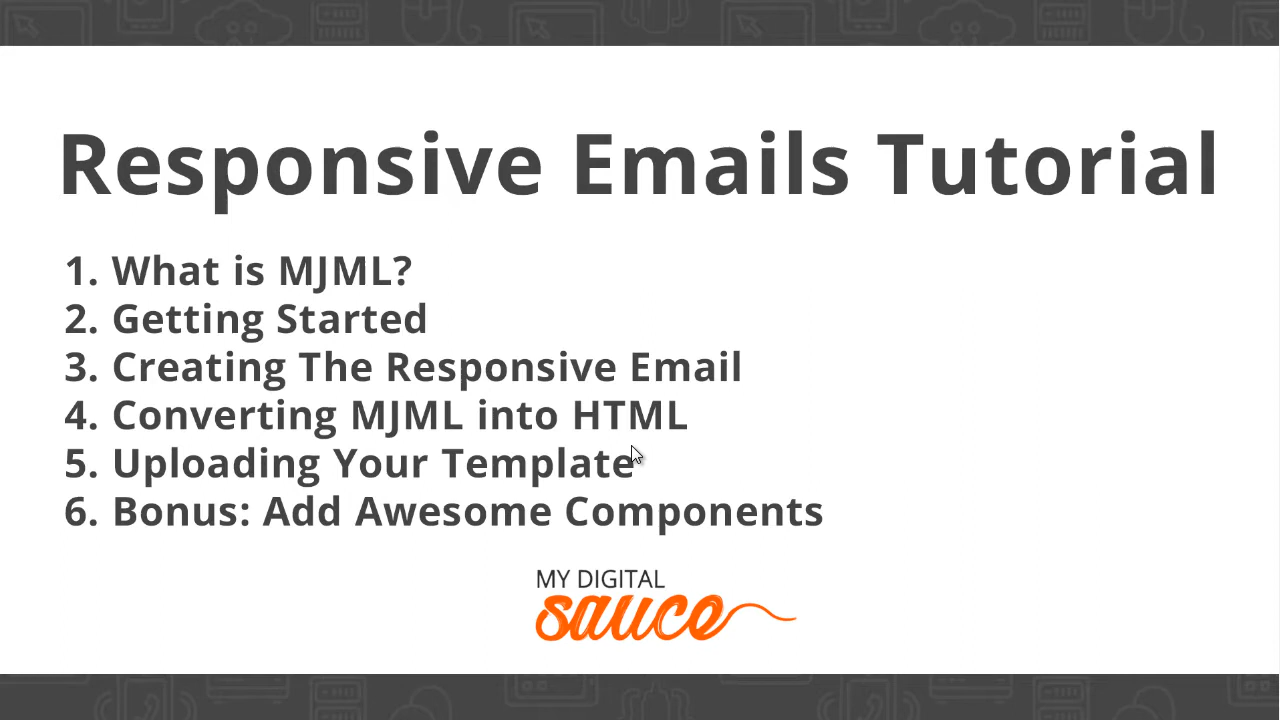 Responsive Emails Tutorial
1. What is MJML?
2. Getting Started
3. Creating The Responsive Email
4. Converting MJML into HTML
5. Uploading Your Template
6. Bonus: Add Awesome Components
MY DIGITAL
sauce